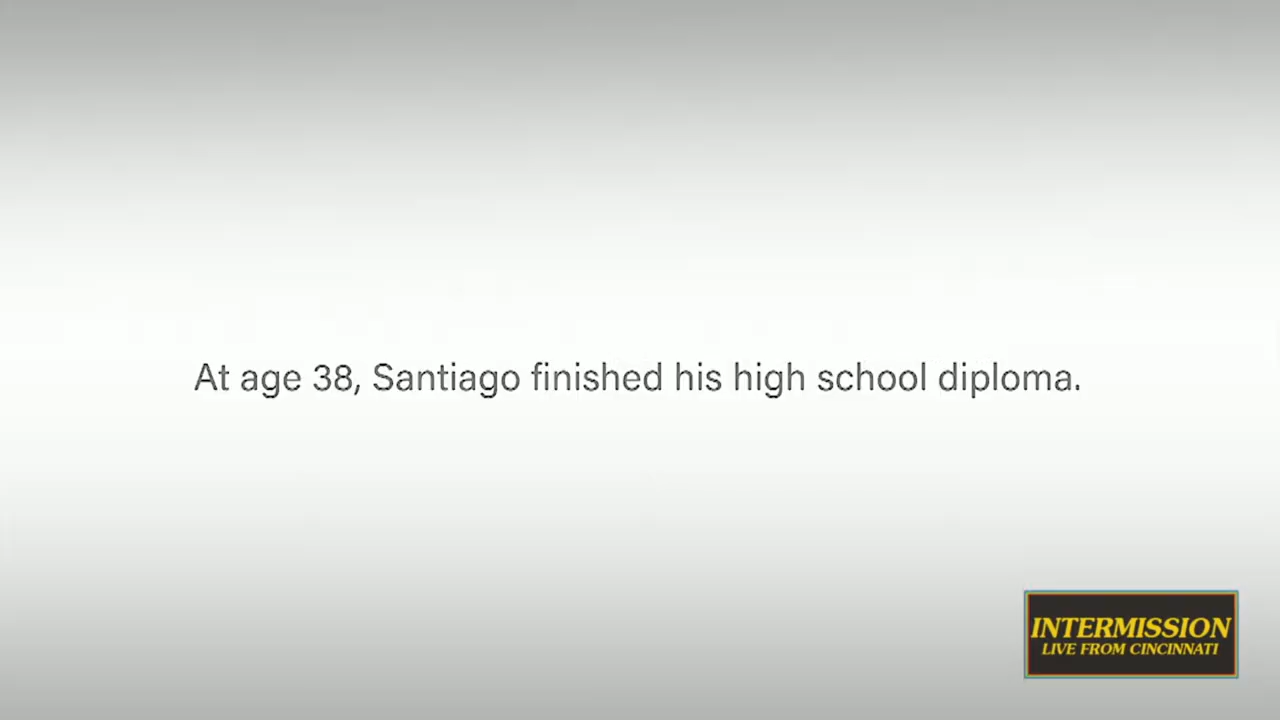 At age 38, Santiago finished his high school diploma.
INTERMISSION
LIVE FROM CINCINNATI